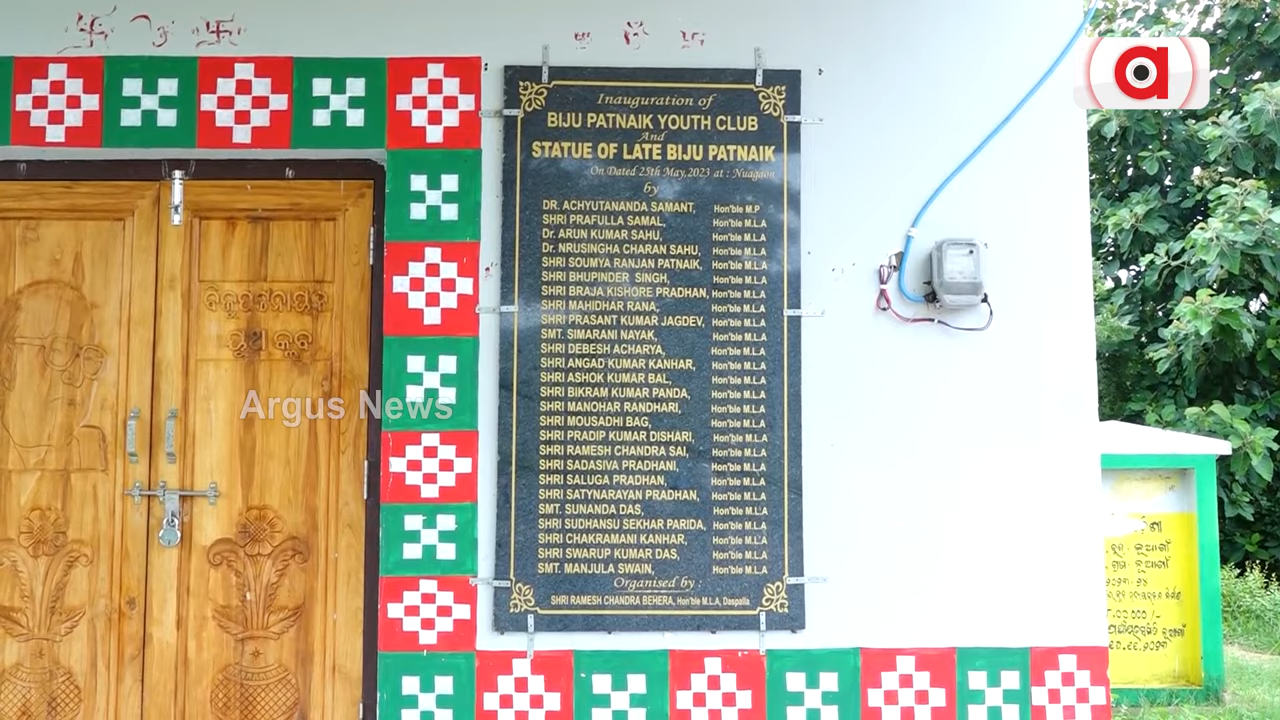 Inauguration of
BIJU PATNAIK YOUTH CLUB
And
STATUE OF LATE BIJU PATNAIK
On Dated 25th May,2023 at : Nuagaon
by
DR. ACHYUTANANDA SAMANT, Hon'ble M.P
SHRI PRAFULLA SAMAL, Hon'ble M.L.A
Dr. ARUN KUMAR SAHU, Hon'ble M.L.A
Dr. NRUSINGHA CHARAN SAHU, Hon'ble M.L.A
SHRI SOUMYA RANJAN PATNAIK, Hon'ble M.L.A
SHRI BHUPINDER SINGH, Hon'ble M.L.A
SHRI BRAJA KISHORE PRADHAN, Hon'ble M.L.A
SHRI MAHIDHAR RANA, Hon'ble M.L.A
SHRI PRASANT KUMAR JAGDEV, Hon'ble M.L.A
SMT. SIMARANI NAYAK, Hon'ble M.L.A
SHRI DEBESH ACHARYA, Hon'ble M.L.A
SHRI ANGAD KUMAR KANHAR, Hon'ble M.L.A
SHRI ASHOK KUMAR BAL, Hon'ble M.L.A
SHRI BIKRAM KUMAR PANDA, Hon'ble M.L.A
SHRI MANOHAR RANDHARI, Hon'ble M.L.A
SHRI MOUSADHI BAG, Hon'ble M.L.A
SHRI PRADIP KUMAR DISHARI, Hon'ble M.L.A
SHRI RAMESH CHANDRA SAI, Hon'ble M.L.A
SHRI SADASIVA PRADHANI, Hon'ble M.L.A
SHRI SALUGA PRADHAN, Hon'ble M.L.A
SHRI SATYNARAYAN PRADHAN, Hon'ble M.L.A
SMT. SUNANDA DAS, Hon'ble M.L.A
SHRI SUDHANSU SEKHAR PARIDA, Hon'ble M.L.A
SHRI CHAKRAMANI KANHAR, Hon'ble M.L.A
SHRI SWARUP KUMAR DAS, Hon'ble M.L.A
SMT. MANJULA SWAIN, Hon'ble M.L.A
Organised by :
SHRI RAMESH CHANDRA BEHERA, Hon'ble M.L.A, Daspalla
ବିଜୁ ପଟ୍ଟନାୟକ
ୟୁଥ କ୍ଲବ
Argus News
a
ନୂଆଗାଁ
ଗ୍ରାମ- ନୂଆଗାଁ
୨୦୨୩-୨୪
ନୂଆଗାଁ